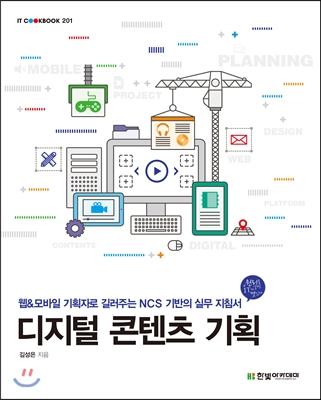 IT COOKBOOK 201
PLANNING
MOBILE
PROJECT
DESIGN
WEB
PLATFORM
CONTENTS
DIGITAL
웹&모바일 기획자로 길러주는 NCS 기반의 실무 지침서
디지털 콘텐츠 기획
김성은 지음
한빛아카데미